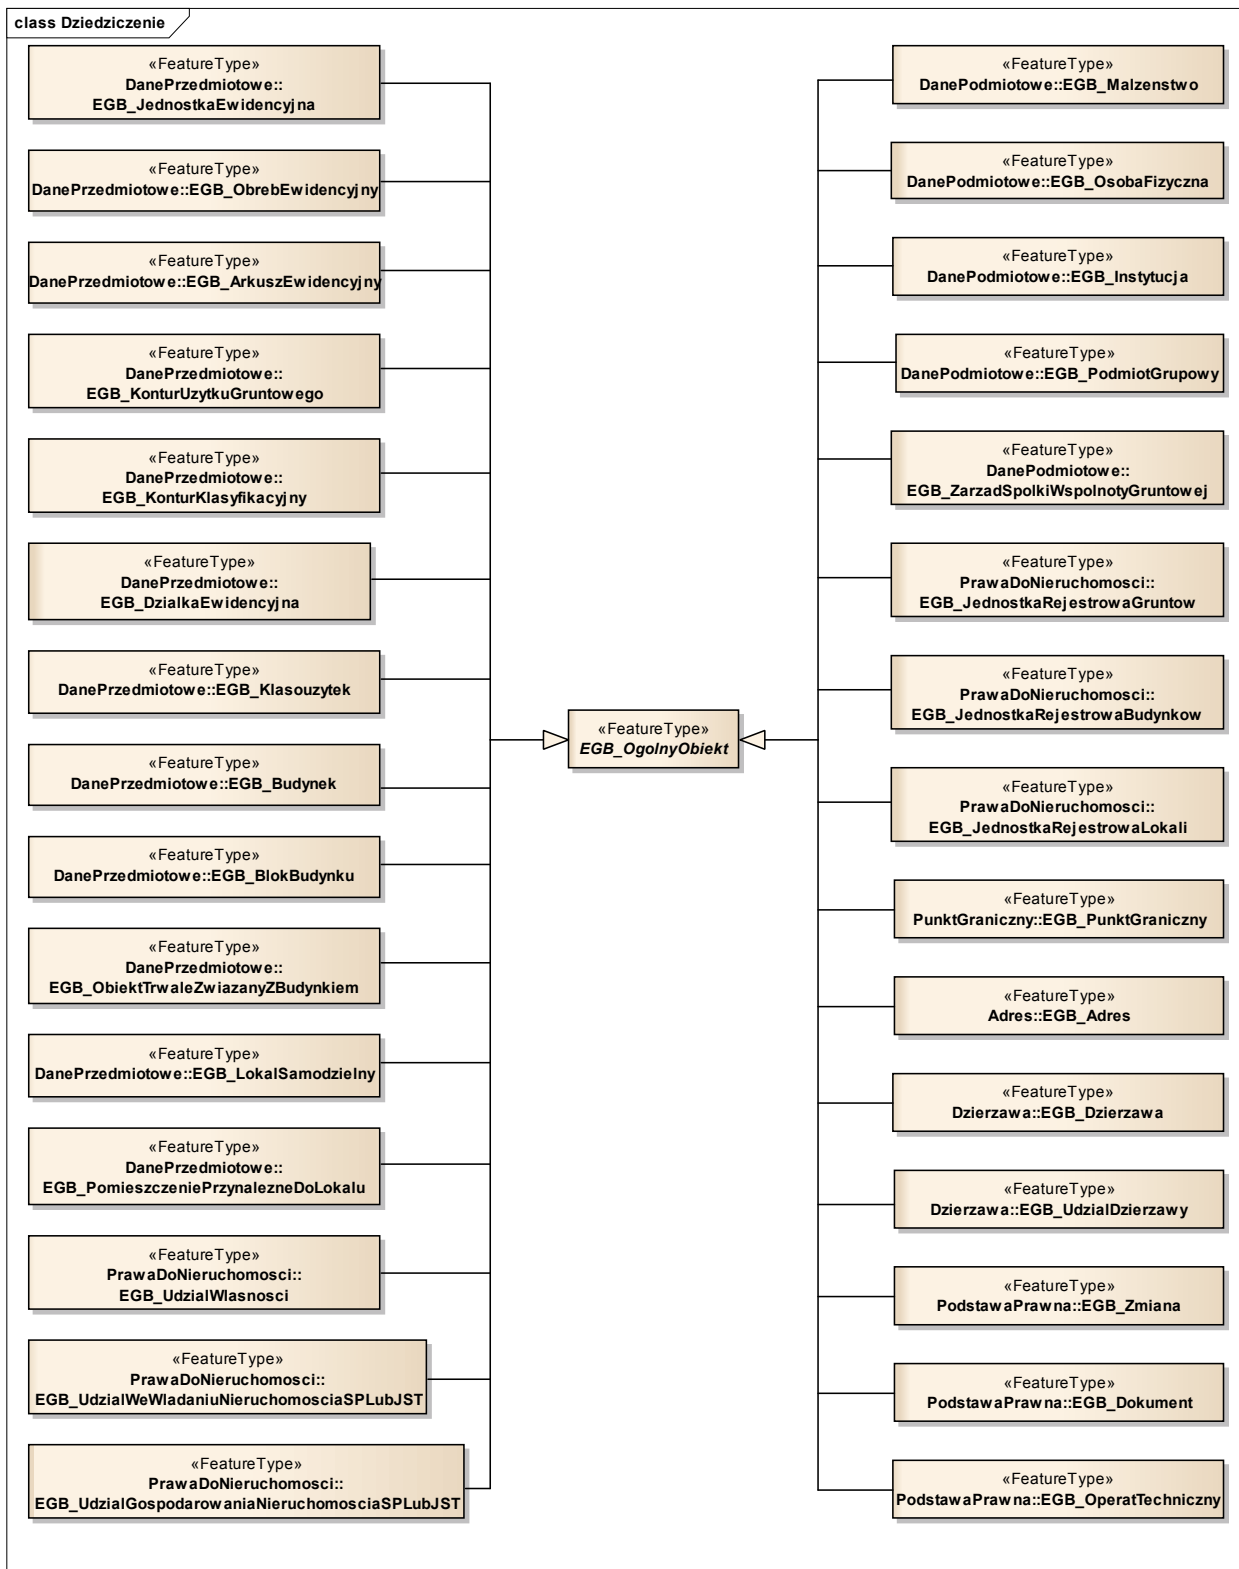 class Dziedziczenie
«FeatureType»
DanePrzedmiotowe::
EGB_JednostkaEwidencyjna
«FeatureType»
DanePrzedmiotowe::EGB_ObrebEwidencyjny
«FeatureType»
DanePrzedmiotowe::EGB_ArkuszEwidencyjny
«FeatureType»
DanePrzedmiotowe::
EGB_KonturUzytkuGruntowego
«FeatureType»
DanePrzedmiotowe::
EGB_KonturKlasyfikacyjny
«FeatureType»
DanePrzedmiotowe::
EGB_DzialkaEwidencyjna
«FeatureType»
DanePrzedmiotowe::EGB_Klasouzytek
«FeatureType»
DanePrzedmiotowe::EGB_Budynek
«FeatureType»
DanePrzedmiotowe::EGB_BlokBudynku
«FeatureType»
DanePrzedmiotowe::
EGB_ObiektTrwaleZwiazanyZBudynkiem
«FeatureType»
DanePrzedmiotowe::EGB_LokalSamodzielny
«FeatureType»
DanePrzedmiotowe::
EGB_PomieszczeniePrzynalezneDoLokalu
«FeatureType»
PrawaDoNieruchomosci::
EGB_UdzialWlasnosci
«FeatureType»
PrawaDoNieruchomosci::
EGB_UdzialWeWladaniuNieruchomosciaSPLubJST
«FeatureType»
PrawaDoNieruchomosci::
EGB_UdzialGospodarowaniaNieruchomosciaSPLubJST
«FeatureType»
EGB_OgolnyObiekt
«FeatureType»
DanePodmiotowe::EGB_Malzenstwo
«FeatureType»
DanePodmiotowe::EGB_OsobaFizyczna
«FeatureType»
DanePodmiotowe::EGB_Instytucja
«FeatureType»
DanePodmiotowe::EGB_PodmiotGrupowy
«FeatureType»
DanePodmiotowe::
EGB_ZarzadSpolkiWspolnotyGruntowej
«FeatureType»
PrawaDoNieruchomosci::
EGB_JednostkaRejestrowaGruntow
«FeatureType»
PrawaDoNieruchomosci::
EGB_JednostkaRejestrowaBudynkow
«FeatureType»
PrawaDoNieruchomosci::
EGB_JednostkaRejestrowaLokali
«FeatureType»
PunktGraniczny::EGB_PunktGraniczny
«FeatureType»
Adres::EGB_Adres
«FeatureType»
Dzierzawa::EGB_Dzierzawa
«FeatureType»
Dzierzawa::EGB_UdzialDzierzawy
«FeatureType»
PodstawaPrawna::EGB_Zmiana
«FeatureType»
PodstawaPrawna::EGB_Dokument
«FeatureType»
PodstawaPrawna::EGB_OperatTechniczny